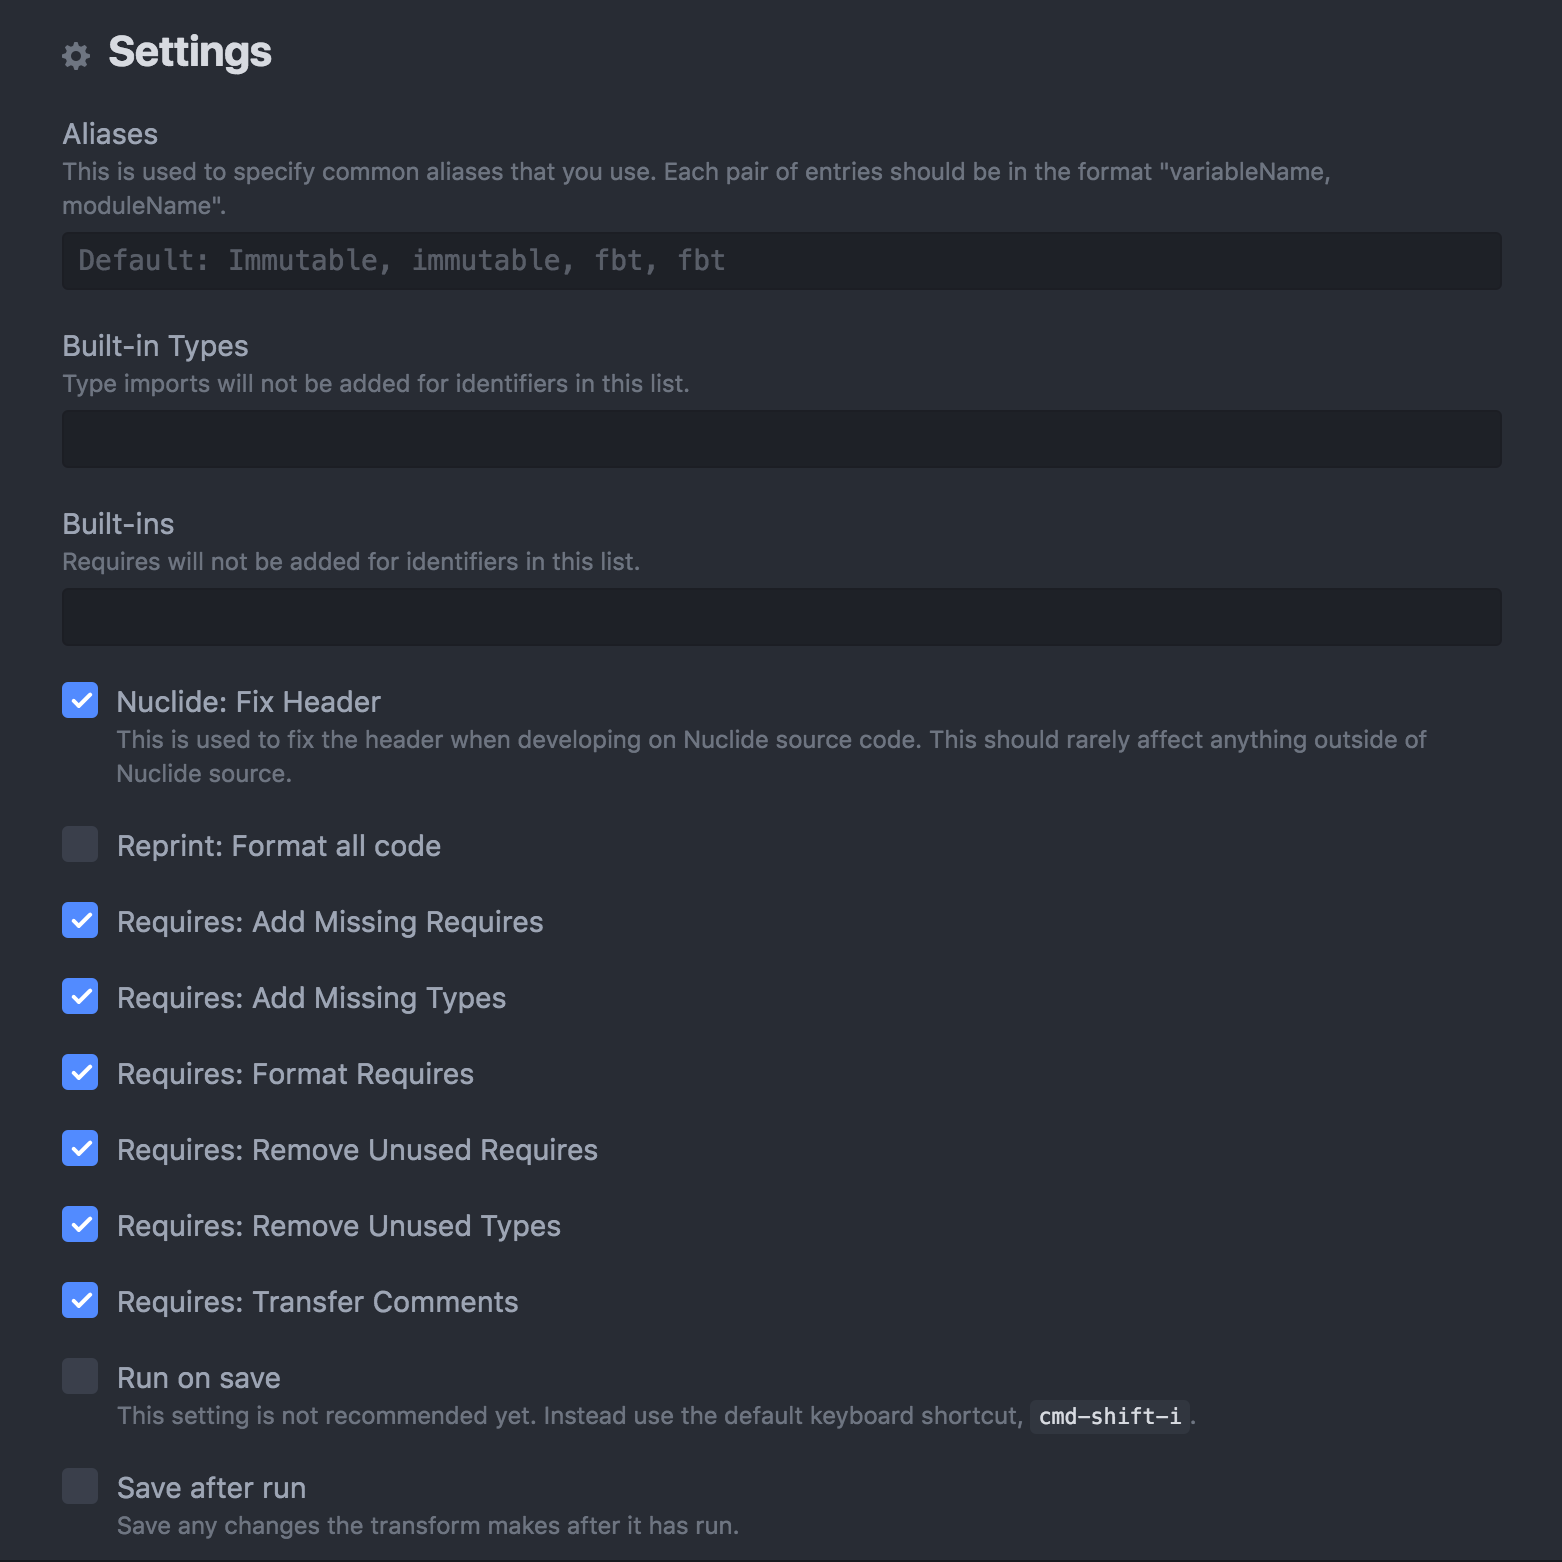 Settings
Aliases
This is used to specify common aliases that you use. Each pair of entries should be in the format "variableName,
moduleName".
Default: Immutable, immutable, fbt, fbt
Built-in Types
Type imports will not be added for identifiers in this list.
Built-ins
Requires will not be added for identifiers in this list.
Nuclide: Fix Header
This is used to fix the header when developing on Nuclide source code. This should rarely affect anything outside of
Nuclide source.
Reprint: Format all code
Requires: Add Missing Requires
Requires: Add Missing Types
Requires: Format Requires
Requires: Remove Unused Requires
Requires: Remove Unused Types
Requires: Transfer Comments
Run on save
This setting is not recommended yet. Instead use the default keyboard shortcut, cmd-shift-i.
Save after run
Save any changes the transform makes after it has run.